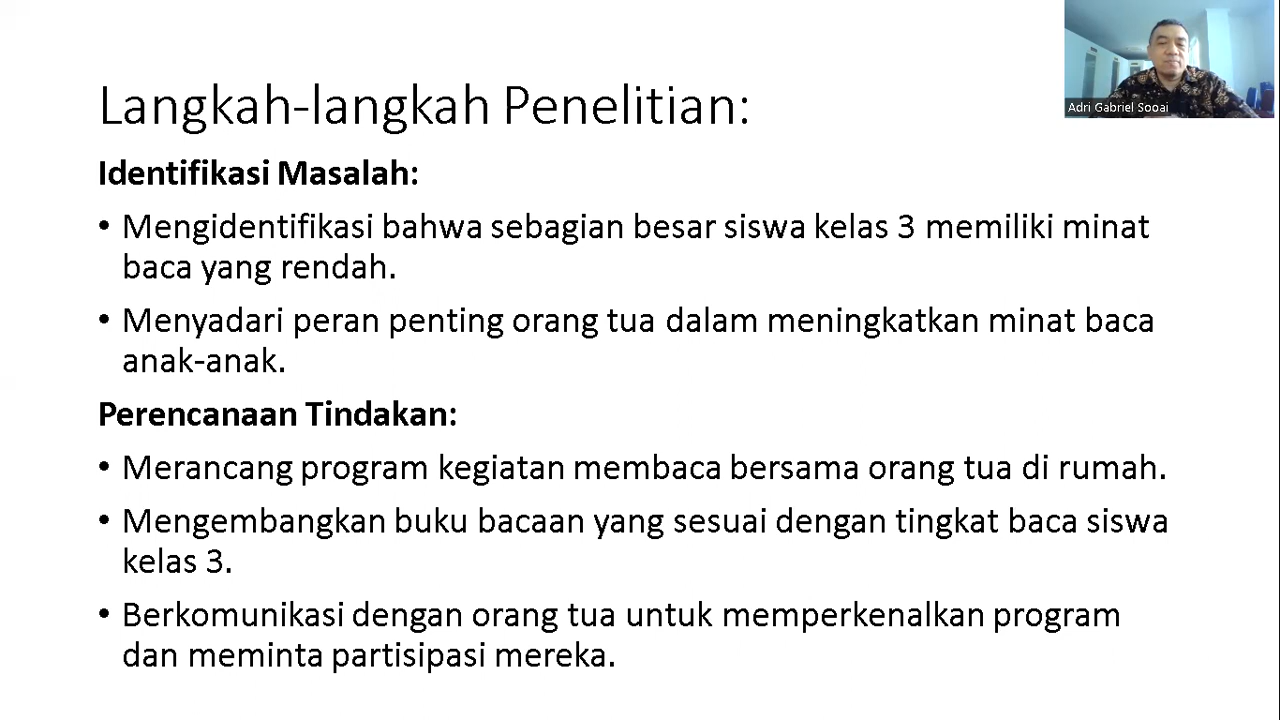 Adri Gabriel Sooai
Langkah-langkah Penelitian:
Identifikasi Masalah:
• Mengidentifikasi bahwa sebagian besar siswa kelas 3 memiliki minat
baca yang rendah.
• Menyadari peran penting orang tua dalam meningkatkan minat baca
anak-anak.
Perencanaan Tindakan:
• Merancang program kegiatan membaca bersama orang tua di rumah.
• Mengembangkan buku bacaan yang sesuai dengan tingkat baca siswa
kelas 3.
• Berkomunikasi dengan orang tua untuk memperkenalkan program
dan meminta partisipasi mereka.